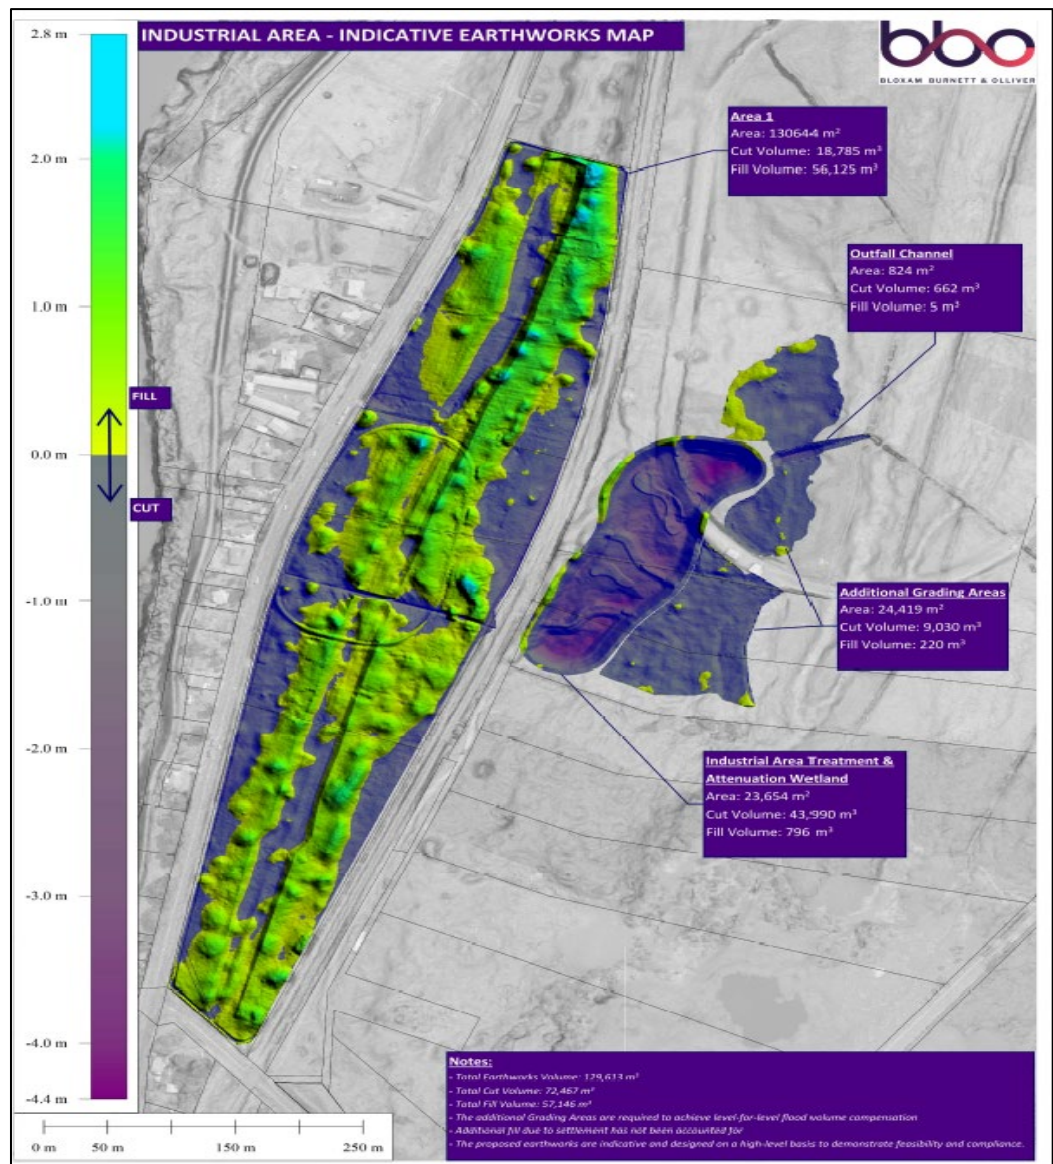 INDUSTRIAL AREA - INDICATIVE EARTHWORKS MAP
bbo
BLOXAM BURNETT & OLLIVER
2.8 m
2.0 m
1.0 m
FILL
0.0 m
CUT
-1.0 m
-2.0 m
-3.0 m
-4.0 m
-4.4 m
Area 1
Area: 130644 m²
Cut Volume: 18,785 m³
Fill Volume: 56,125 m³
Outfall Channel
Area: 824 m²
Cut Volume: 662 m³
Fill Volume: 5 m³
Additional Grading Areas
Area: 24,419 m²
Cut Volume: 9,030 m³
Fill Volume: 220 m³
Industrial Area Treatment &
Attenuation Wetland
Area: 23,654 m²
Cut Volume: 43,990 m³
Fill Volume: 796 m³
Notes:
- Total Earthworks Volume: 129,613 m³
- Total Cut Volume: 72,467 m³
- Total Fill Volume: 57,146 m³
- The additional Grading Areas are required to achieve level-for-level flood volume compensation
- Additional fill due to settlement has not been accounted for
- The proposed earthworks are indicative and designed on a high-level basis to demonstrate feasibility and compliance.
0 m 50 m 150 m 250 m